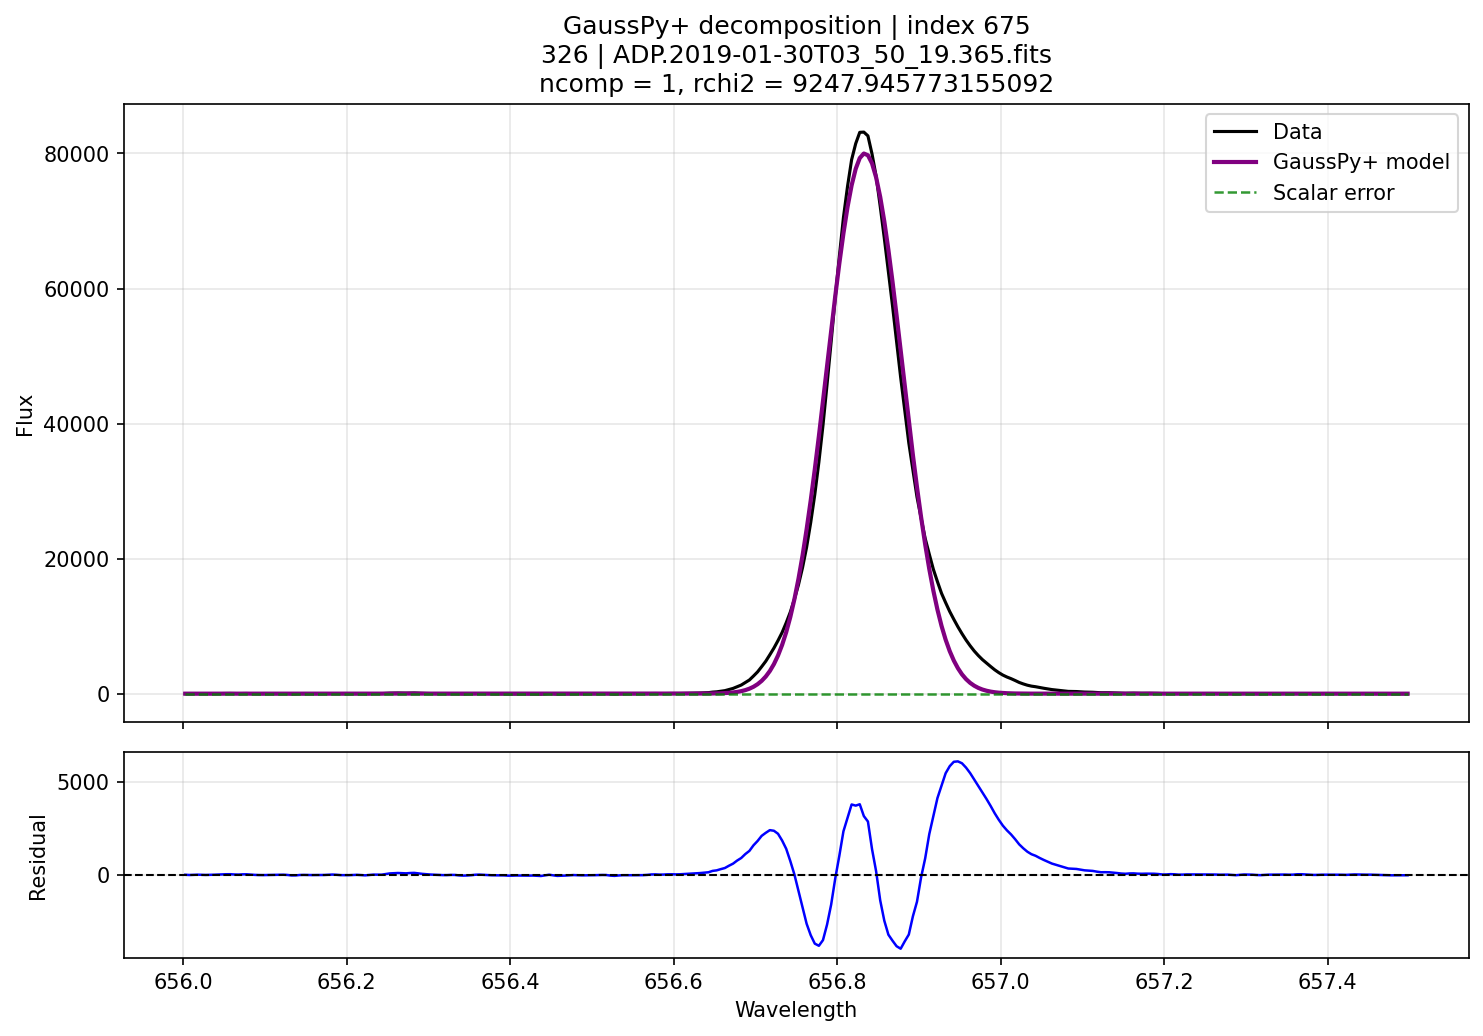 GaussPy+ decomposition | index 675
326 | ADP.2019-01-30T03_50_19.365.fits
ncomp = 1, rchi2 = 9247.945773155092
Data
GaussPy+ model
Scalar error
80000
60000
40000
20000
0
Flux
5000
0
Residual
656.0 656.2 656.4 656.6 656.8 657.0 657.2 657.4
Wavelength